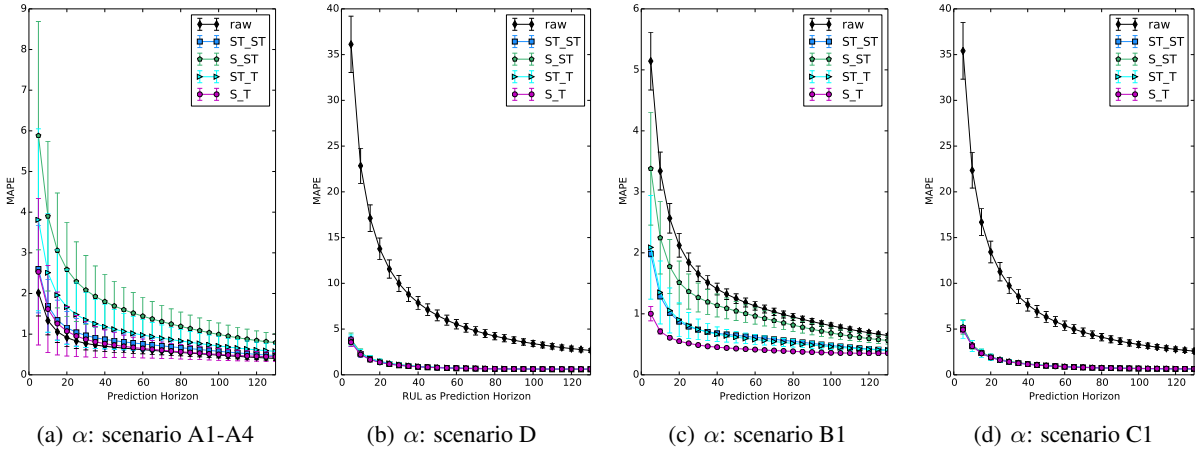 9
8
7
6
5
4
3
2
1
0
MAPE
0
20
40
60
80
100
120
Prediction Horizon
raw
ST_ST
S_ST
ST_T
S_T
(a) α: scenario A1-A4
40
35
30
25
20
15
10
5
0
MAPE
0
20
40
60
80
100
120
RUL as Prediction Horizon
raw
ST_ST
S_ST
ST_T
S_T
(b) α: scenario D
6
5
4
3
2
1
0
MAPE
0
20
40
60
80
100
120
Prediction Horizon
raw
ST_ST
S_ST
ST_T
S_T
(c) α: scenario B1
40
35
30
25
20
15
10
5
0
MAPE
0
20
40
60
80
100
120
Prediction Horizon
raw
ST_ST
S_ST
ST_T
S_T
(d) α: scenario C1